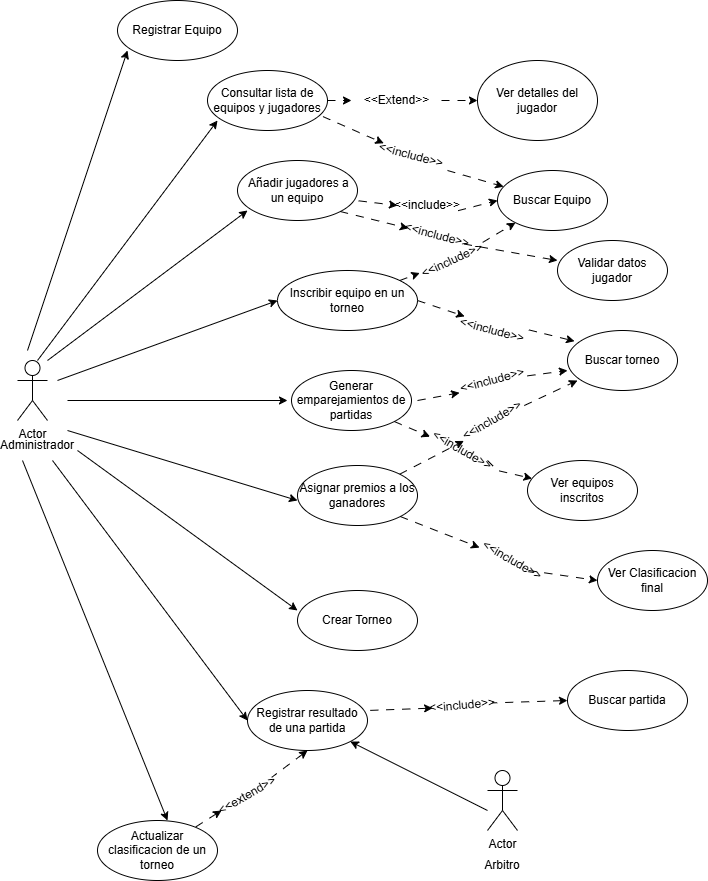 Registrar Equipo
Consultar lista de
equipos y jugadores
<<Extend>>
Ver detalles del
jugador
<<include>>
Añadir jugadores a
un equipo
<<include>>
Buscar Equipo
<<include>>
<<include>>
Validar datos
jugador
Inscribir equipo en un
torneo
<<include>>
Buscar torneo
Generar
emparejamientos de
partidas
<<include>>
<<include>>
<<include>>
Ver equipos
inscritos
Actor
Administrador
Asignar premios a los
ganadores
<<include>>
Ver Clasificacion
final
Crear Torneo
Registrar resultado
de una partida
<<include>>
Buscar partida
<<extend>>
Actualizar
clasificacion de un
torneo
Actor
Arbitro